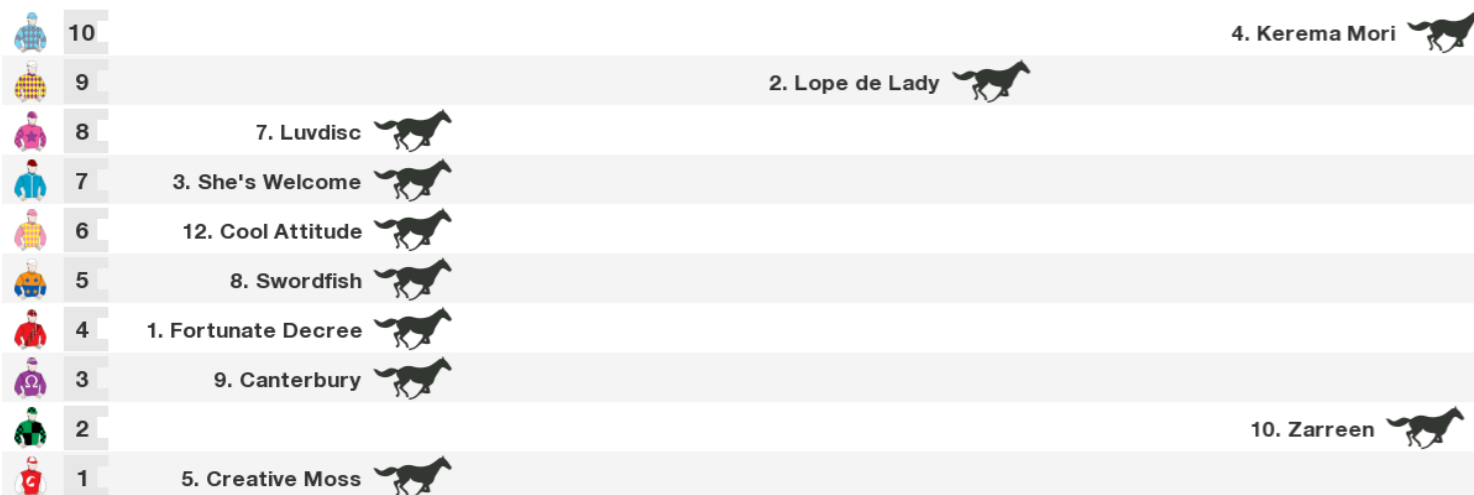 10 4. Kerema Mori
9 2. Lope de Lady
8 7. Luvdisc
7 3. She's Welcome
6 12. Cool Attitude
5 8. Swordfish
4 1. Fortunate Decree
3 9. Canterbury
2 10. Zarreen
1 5. Creative Moss